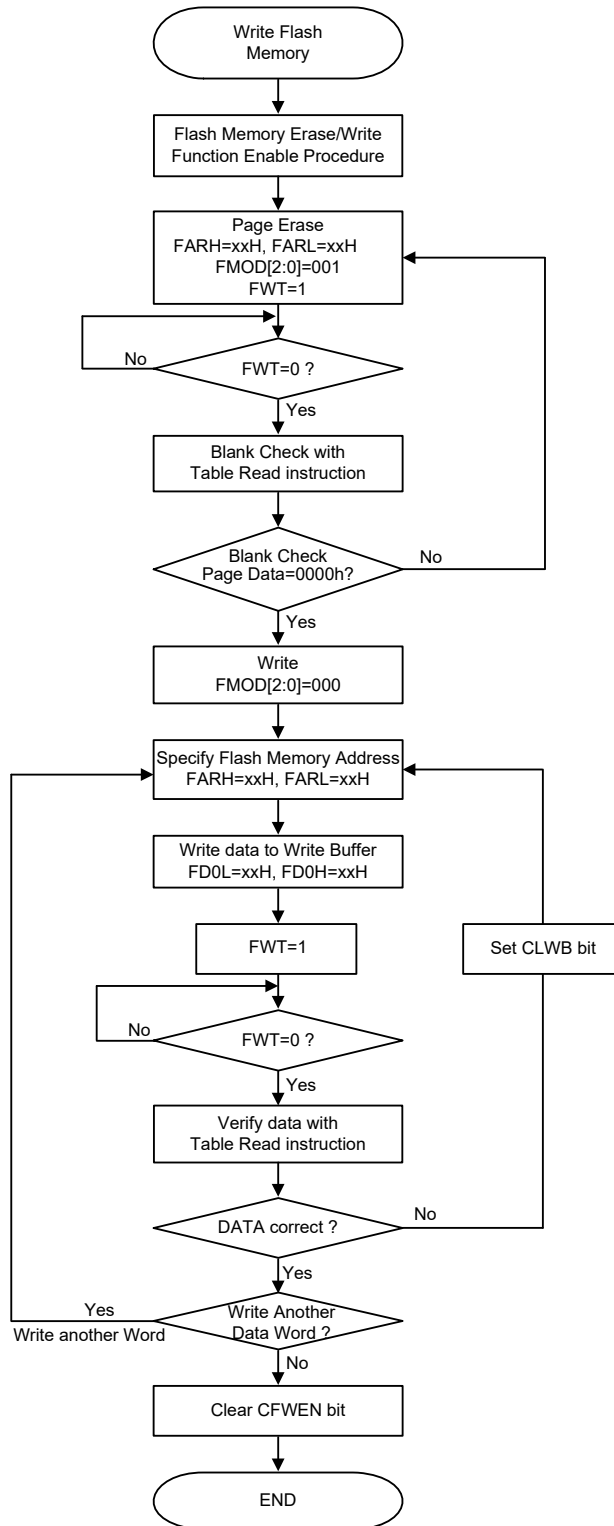 Write Flash
Memory
Flash Memory Erase/Write
Function Enable Procedure
Page Erase
FARH=xxH, FARL=xxH
FMOD[2:0]=001
FWT=1
No
FWT=0 ?
Yes
Blank Check with
Table Read instruction
Blank Check
Page Data=0000h?
No
Yes
Write
FMOD[2:0]=000
Specify Flash Memory Address
FARH=xxH, FARL=xxH
Write data to Write Buffer
FD0L=xxH, FD0H=xxH
FWT=1
Set CLWB bit
No
FWT=0 ?
Yes
Verify data with
Table Read instruction
DATA correct ?
No
Yes
Yes
Write another Word
Write Another
Data Word ?
No
Clear CFWEN bit
END